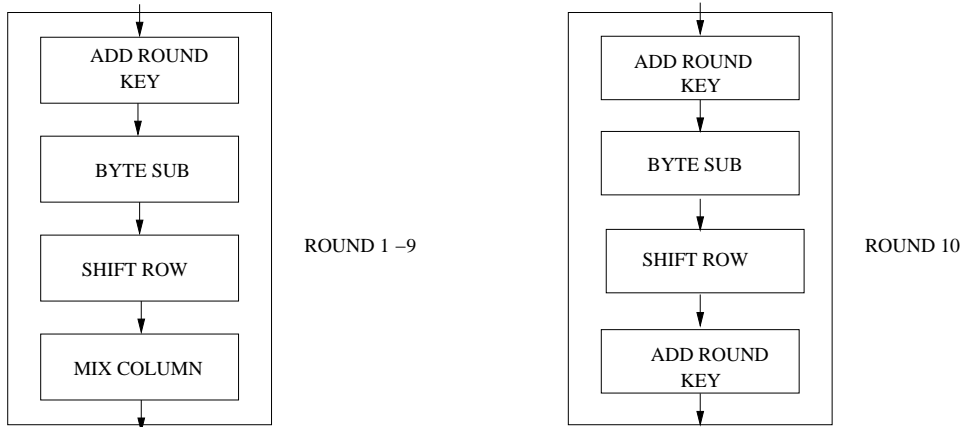 ADD ROUND
KEY
BYTE SUB
SHIFT ROW
MIX COLUMN
ROUND 1 –9
ADD ROUND
KEY
BYTE SUB
SHIFT ROW
ADD ROUND
KEY
ROUND 10